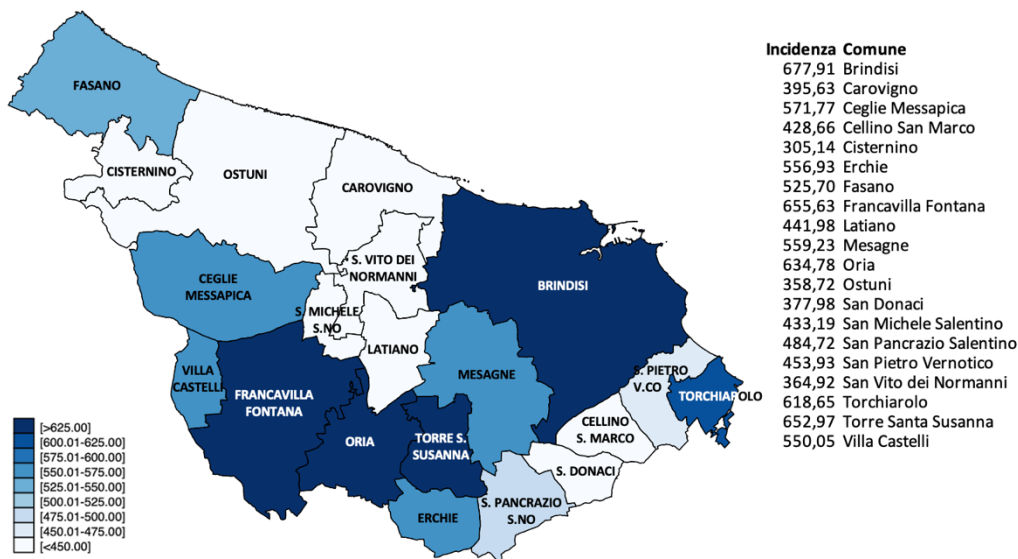 FASANO
CISTERNINO
OSTUNI
CAROVIGNO
S. VITO DEI
NORMANNI
CEGLIE
MESSAPICA
BRINDISI
S. MICHELE
S.NO
LATIANO
VILLA
CASTELLI
FRANCAVILLA
FONTANA
MESAGNE
S. PIETRO
V.CO
TORCHIAROLO
ORIA
TORRE S.
SUSANNA
CELLINO
S. MARCO
S. DONACI
S. PANCRAZIO
S.NO
ERCHIE
[>625.00]
[600.01-625.00]
[575.01-600.00]
[550.01-575.00]
[525.01-550.00]
[500.01-525.00]
[475.01-500.00]
[450.01-475.00]
[<450.00]
Incidenza Comune
677,91 Brindisi
395,63 Carovigno
571,77 Ceglie Messapica
428,66 Cellino San Marco
305,14 Cisternino
556,93 Erchie
525,70 Fasano
655,63 Francavilla Fontana
441,98 Latiano
559,23 Mesagne
634,78 Oria
358,72 Ostuni
377,98 San Donaci
433,19 San Michele Salentino
484,72 San Pancrazio Salentino
453,93 San Pietro Vernotico
364,92 San Vito dei Normanni
618,65 Torchiarolo
652,97 Torre Santa Susanna
550,05 Villa Castelli